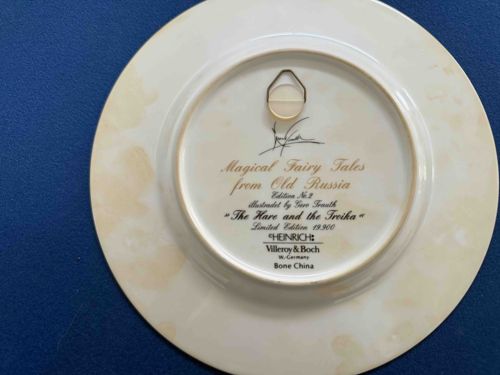 Magical Fairy Tales
from Old Russia
Edition No. 2
illustrated by Gero Trauth
»The Hare and the Troika«
Limited Edition 19.900
HEINRICH
Villeroy & Boch
W.-Germany
Bone China